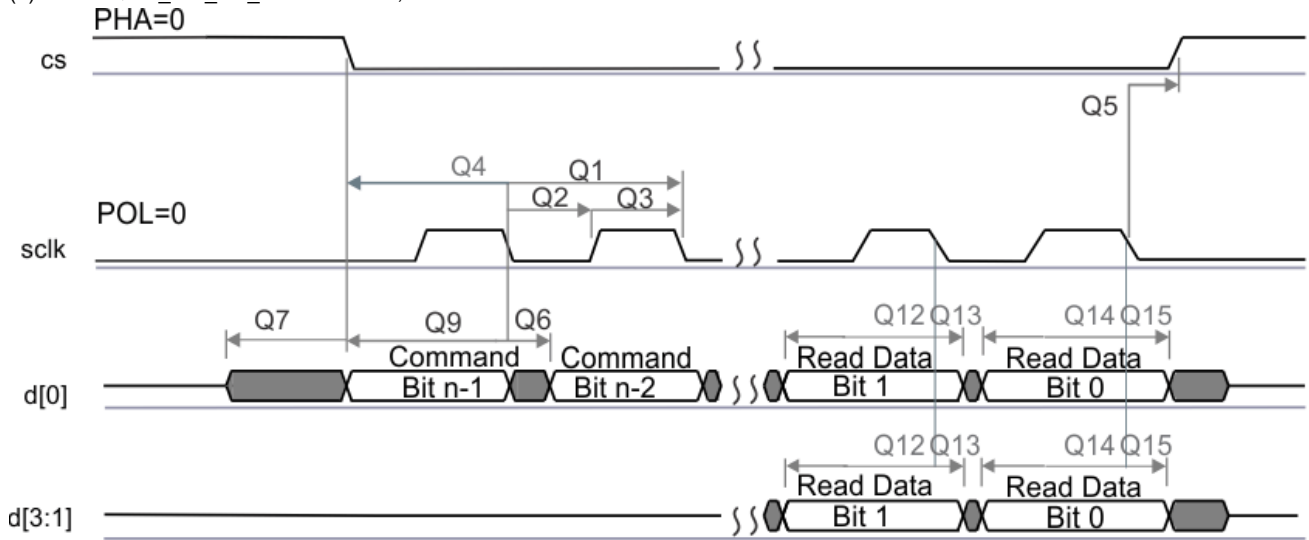 PHA=0
cs
Q5
Q4 Q1
Q2 Q3
POL=0
sclk
Q7 Q9 Q6 Q12 Q13 Q14 Q15
Command Command Read Data Read Data
d[0] Bit n-1 Bit n-2 Bit 1 Bit 0
Q12 Q13 Q14 Q15
Read Data Read Data
d[3:1] Bit 1 Bit 0